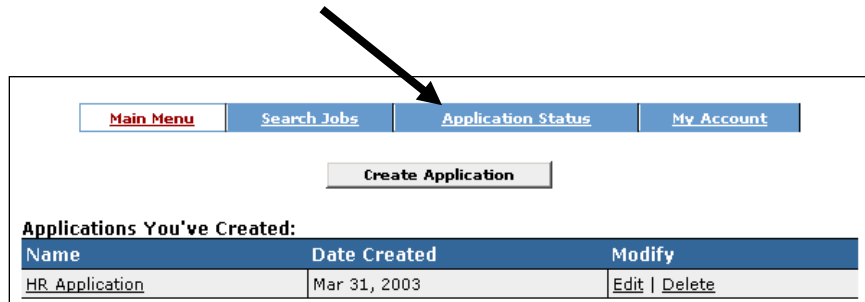 Main Menu Search Jobs Application Status My Account
Create Application
Applications You've Created:
Name Date Created Modify
HR Application Mar 31, 2003 Edit | Delete